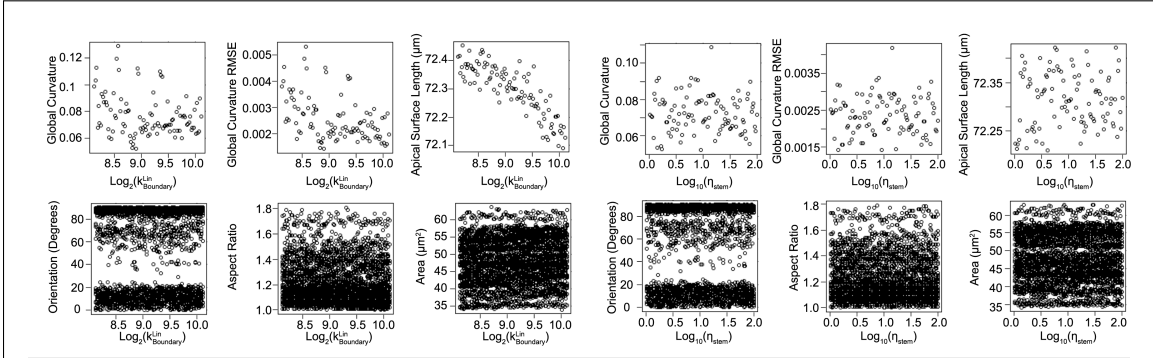 Global Curvature
0.12
0.1
0.08
0.06
8.5 9.0 9.5 10.0
Log₂(k^Lin_Boundary)
Global Curvature RMSE
0.005
0.004
0.003
0.002
8.5 9.0 9.5 10.0
Log₂(k^Lin_Boundary)
Apical Surface Length (µm)
72.4
72.3
72.2
72.1
8.5 9.0 9.5 10.0
Log₂(k^Lin_Boundary)
Global Curvature
0.10
0.08
0.06
0.0 0.5 1.0 1.5 2.0
Log₁₀(η_stem)
Global Curvature RMSE
0.0035
0.0025
0.0015
0.0 0.5 1.0 1.5 2.0
Log₁₀(η_stem)
Apical Surface Length (µm)
72.35
72.25
0.0 0.5 1.0 1.5 2.0
Log₁₀(η_stem)
Orientation (Degrees)
80
60
40
20
0
8.5 9.0 9.5 10.0
Log₂(k^Lin_Boundary)
Aspect Ratio
1.8
1.6
1.4
1.2
1.0
8.5 9.0 9.5 10.0
Log₂(k^Lin_Boundary)
Area (µm²)
60
55
50
45
40
35
8.5 9.0 9.5 10.0
Log₂(k^Lin_Boundary)
Orientation (Degrees)
80
60
40
20
0
0.0 0.5 1.0 1.5 2.0
Log₁₀(η_stem)
Aspect Ratio
1.8
1.6
1.4
1.2
1.0
0.0 0.5 1.0 1.5 2.0
Log₁₀(η_stem)
Area (µm²)
60
55
50
45
40
35
0.0 0.5 1.0 1.5 2.0
Log₁₀(η_stem)